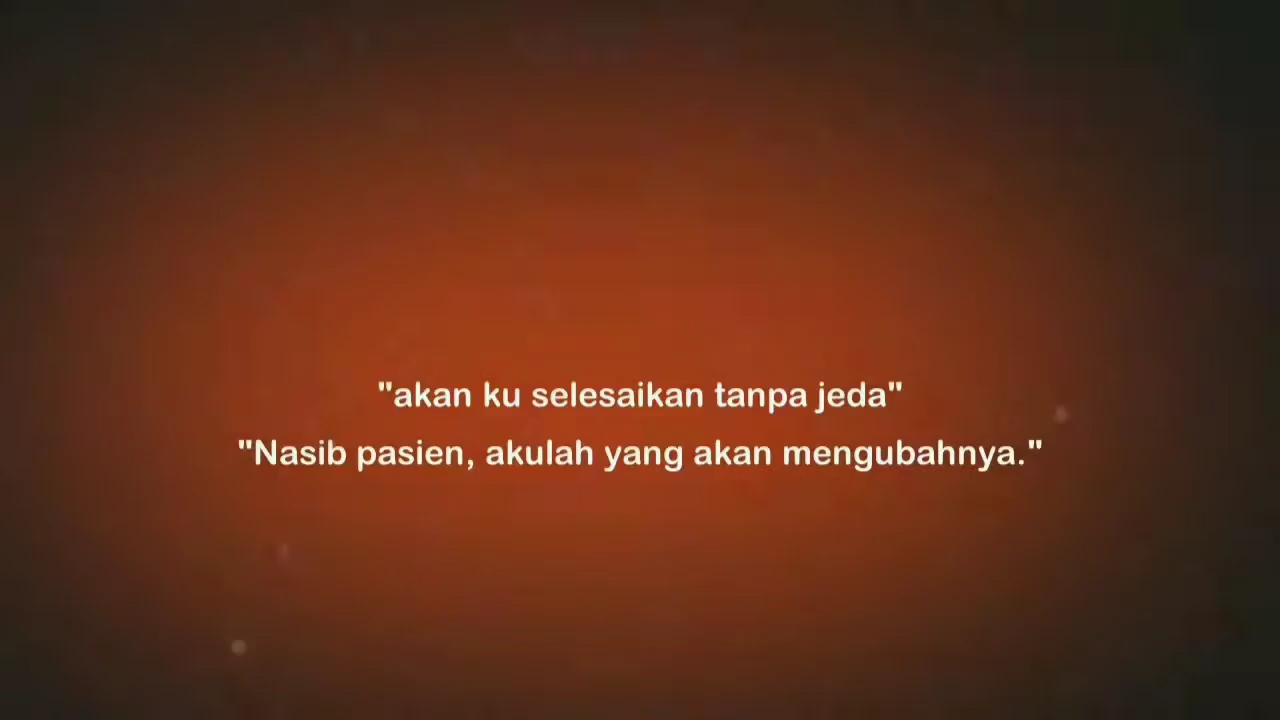 "akan ku selesaikan tanpa jeda"
"Nasib pasien, akulah yang akan mengubahnya."